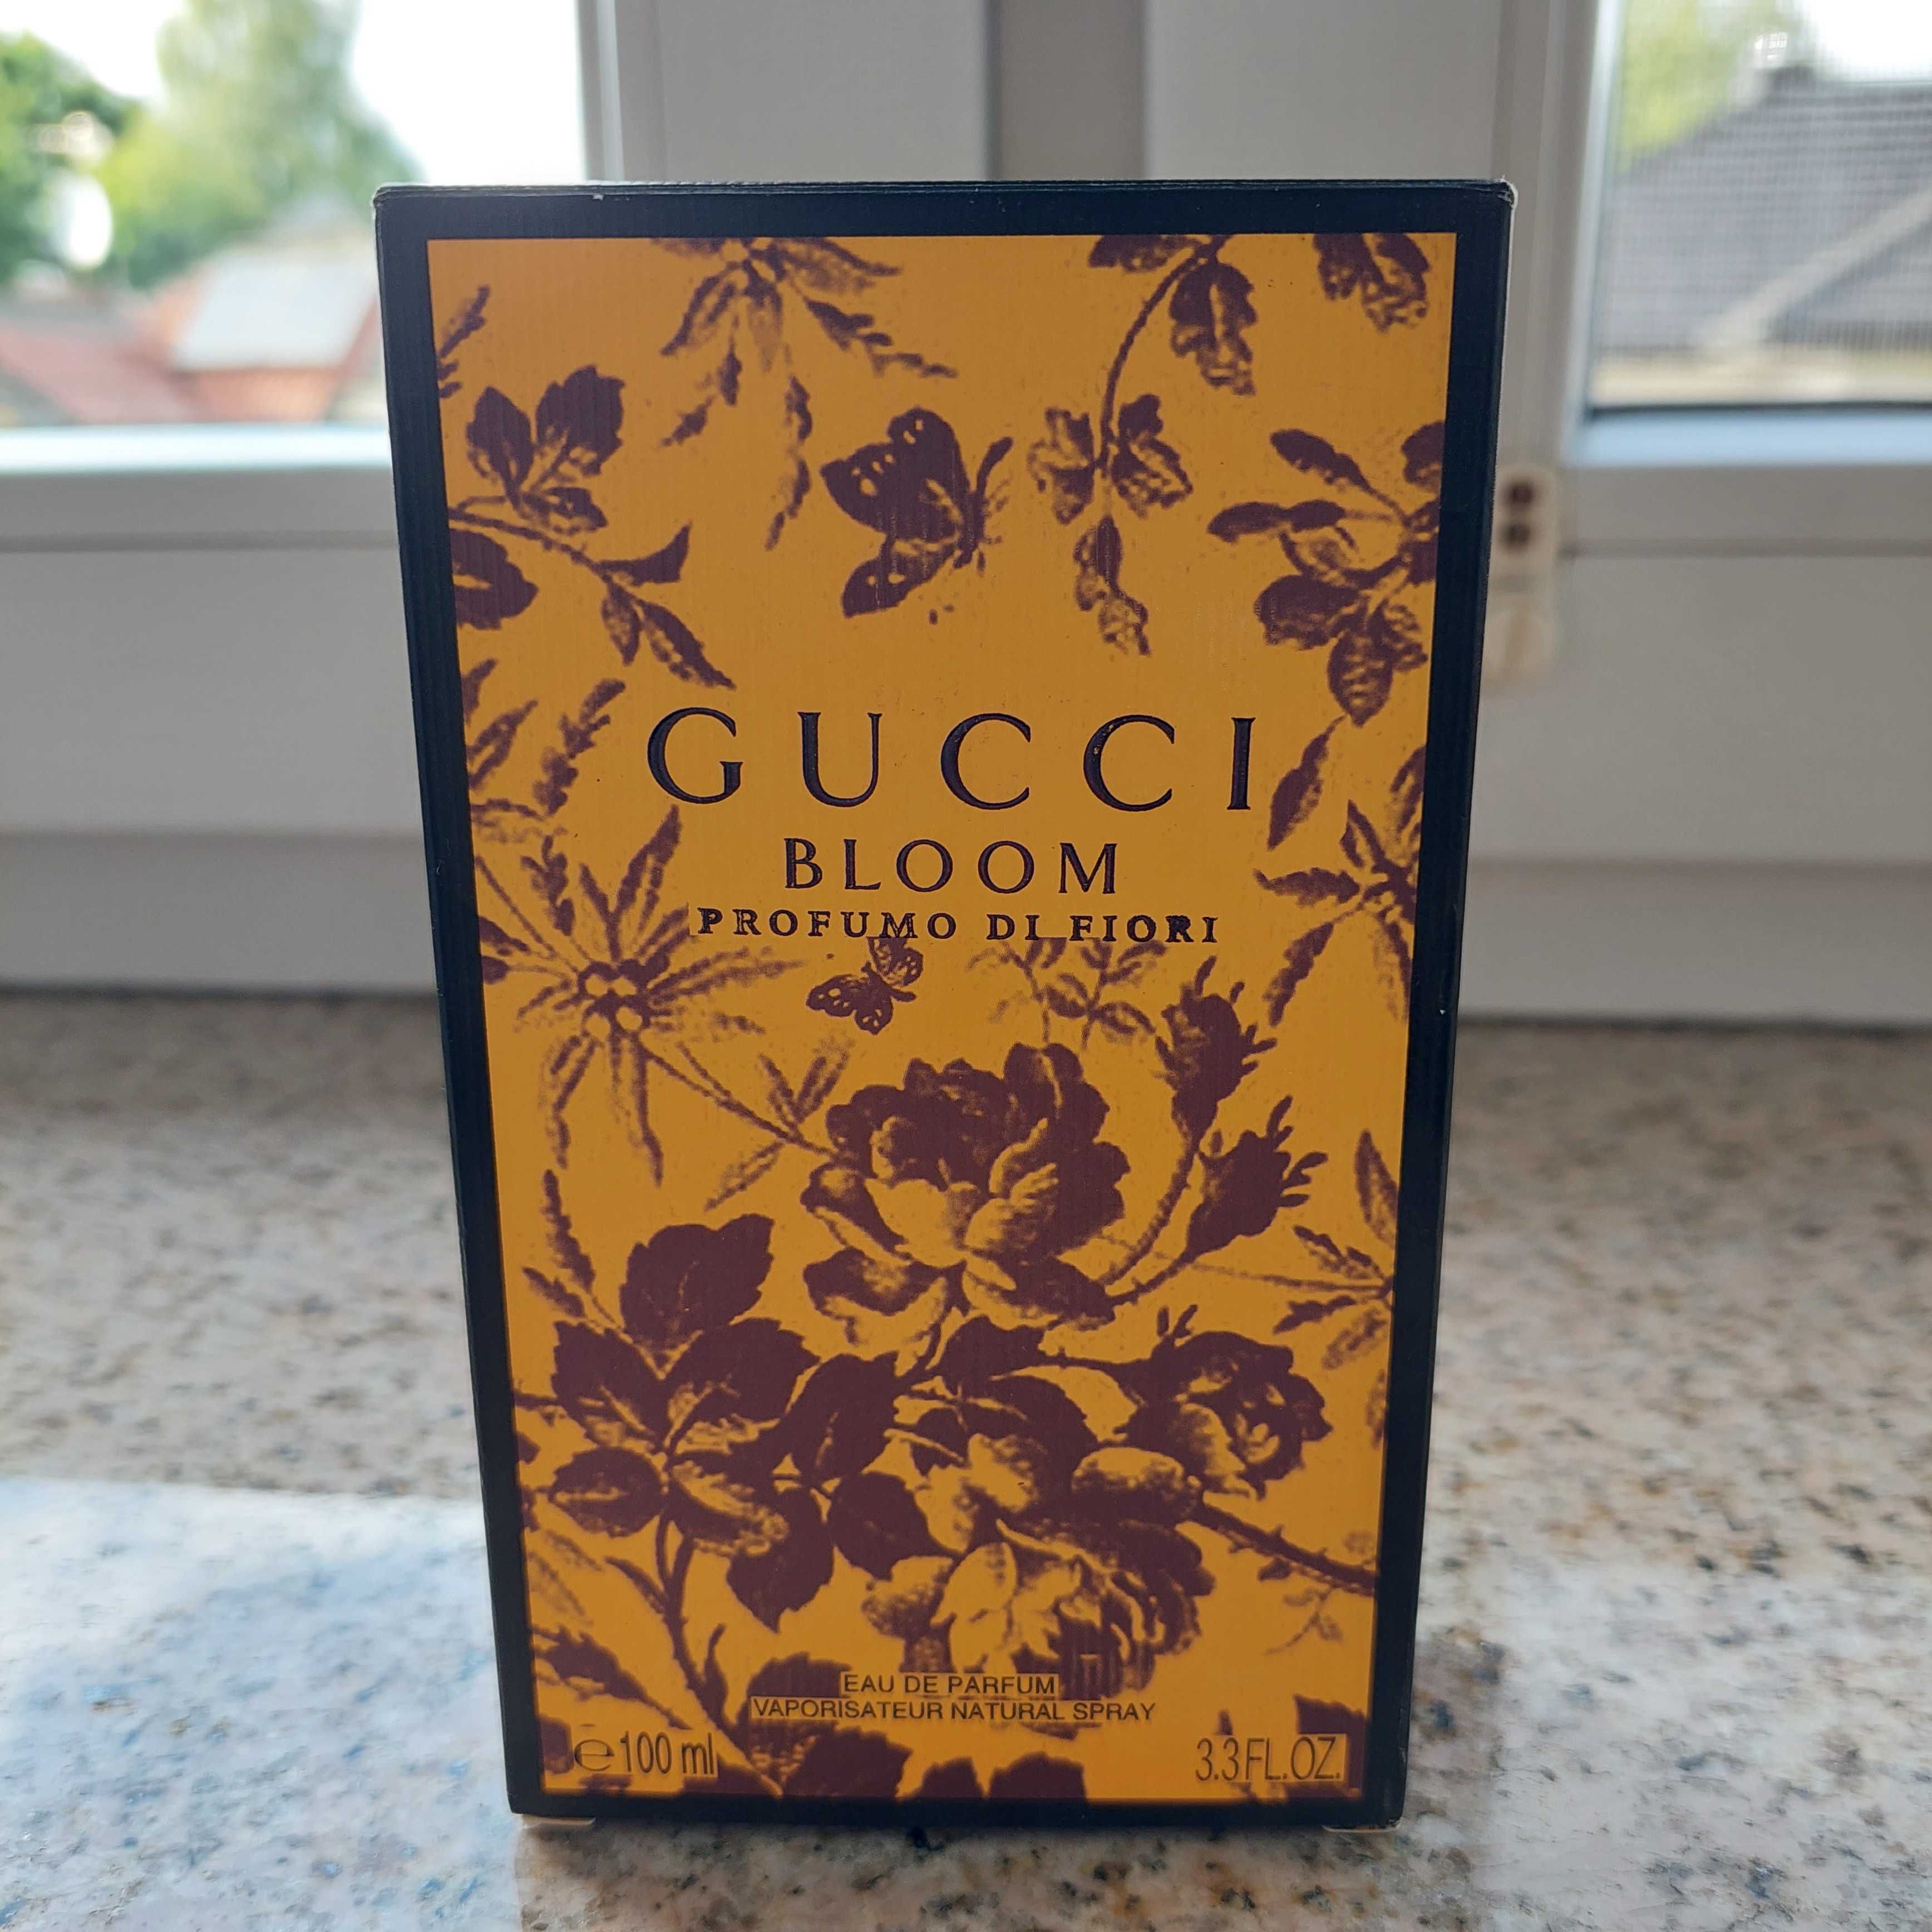 GUCCI
BLOOM
PROFUMO DI FIORI
EAU DE PARFUM
VAPORISATEUR NATURAL SPRAY
℮ 100 ml 3.3 FL.OZ.